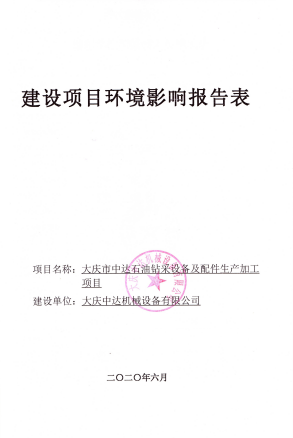 建设项目环境影响报告表
项目名称：大庆市中达石油钻采设备及配件生产加工
项目
建设单位：大庆中达机械设备有限公司
二〇二〇年六月